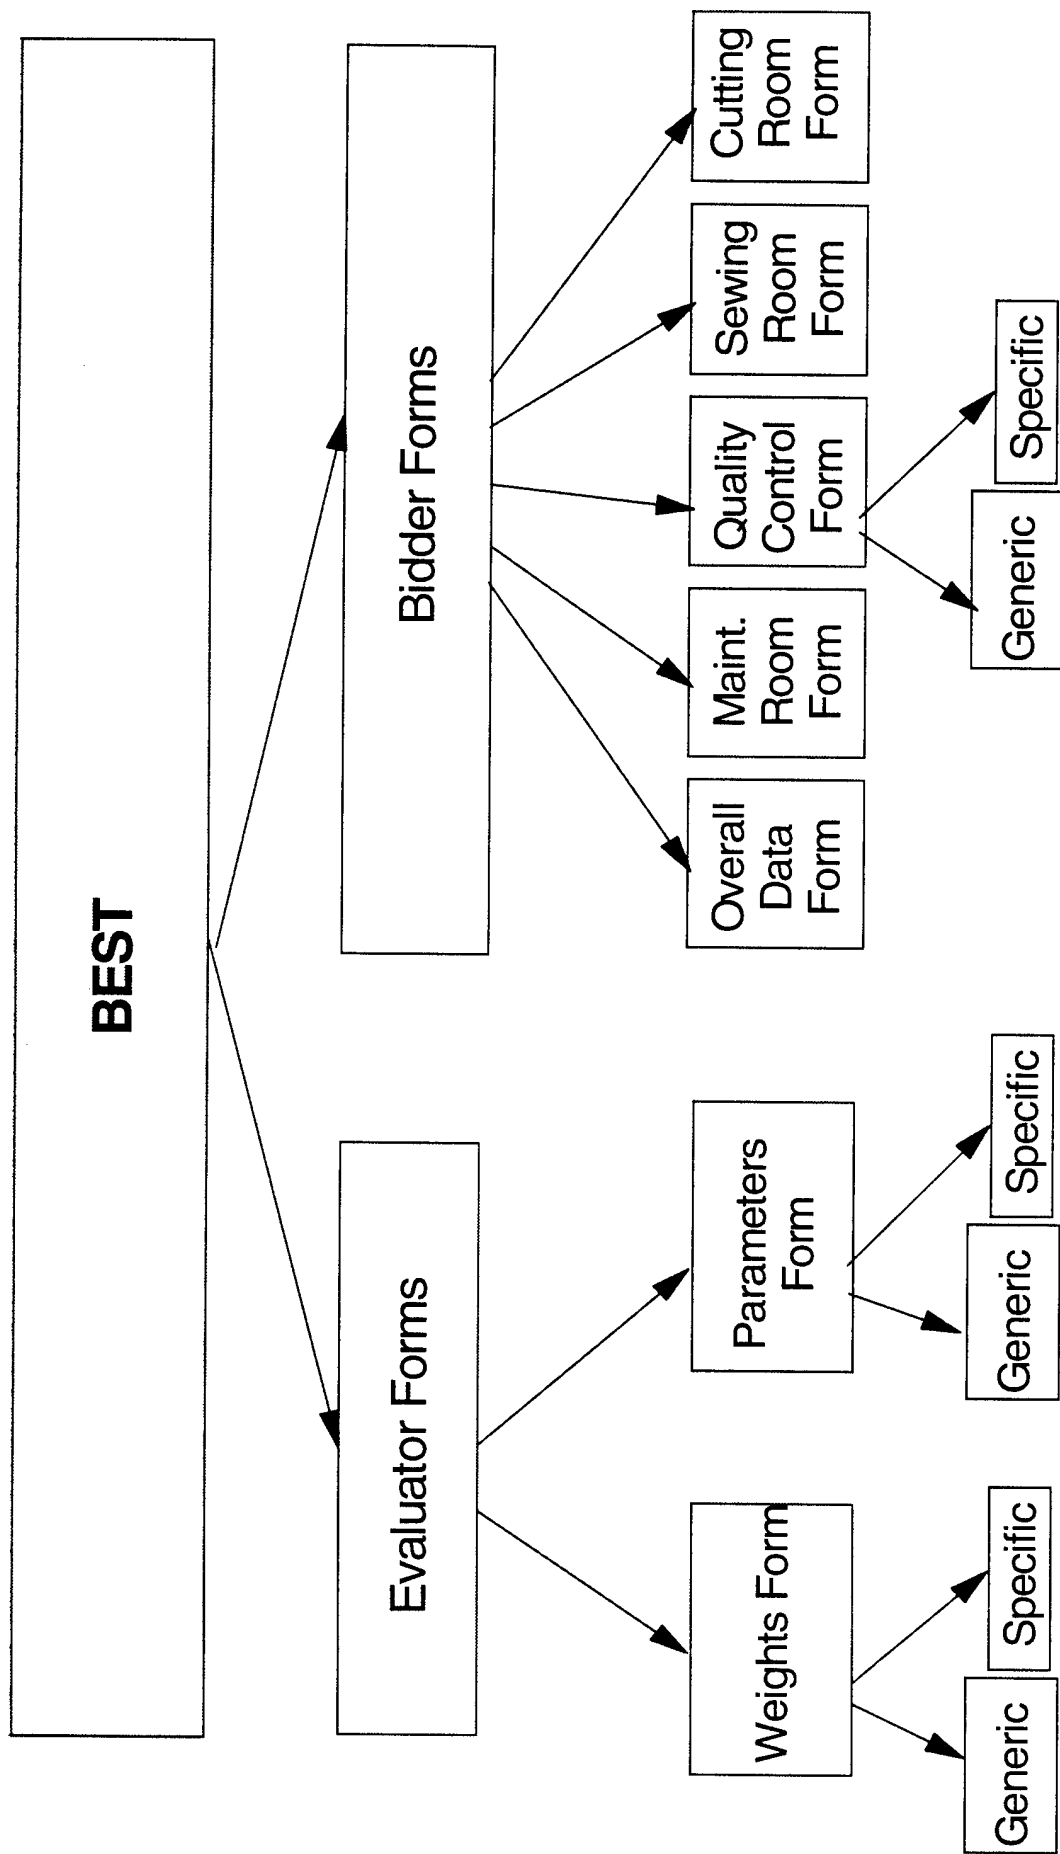 BEST
Evaluator Forms
Bidder Forms
Weights Form
Parameters
Form
Overall
Data
Form
Maint.
Room
Form
Quality
Control
Form
Sewing
Room
Form
Cutting
Room
Form
Generic
Specific
Generic
Specific
Generic
Specific